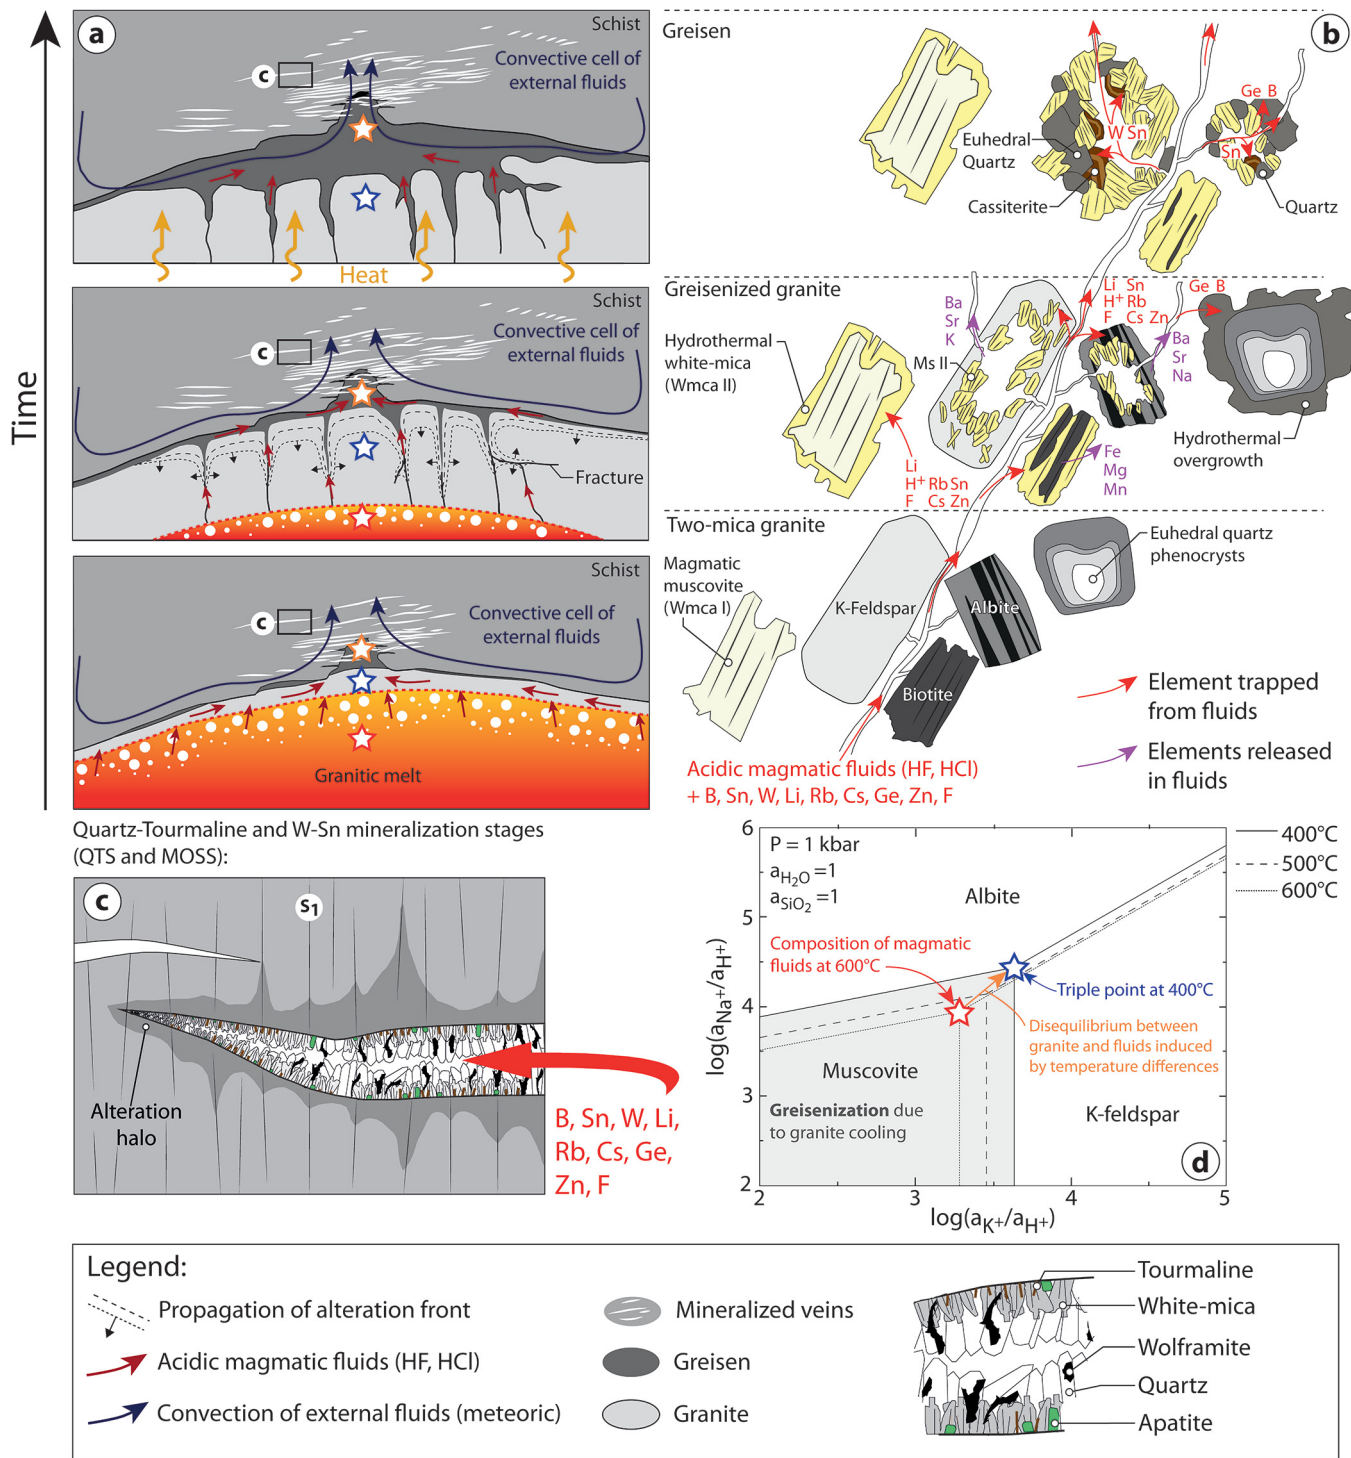 Time
a
Schist
Convective cell of
external fluids
c
Heat
Schist
Convective cell of
external fluids
c
Fracture
Schist
Convective cell of
external fluids
c
Granitic melt
b
Greisen
Ge B
W Sn
Sn
Euhedral
Quartz
Cassiterite
Quartz
Greisenized granite
Hydrothermal
white-mica
(Wmca II)
Ba
Sr
K
Ms II
Li Sn
H+ Rb
F Cs Zn
Ge B
Ba
Sr
Na
Li
H+ Rb Sn
F Cs Zn
Fe
Mg
Mn
Hydrothermal
overgrowth
Two-mica granite
Magmatic
muscovite
(Wmca I)
K-Feldspar
Albite
Biotite
Euhedral quartz
phenocrysts
Element trapped
from fluids
Elements released
in fluids
Acidic magmatic fluids (HF, HCl)
+ B, Sn, W, Li, Rb, Cs, Ge, Zn, F
Quartz-Tourmaline and W-Sn mineralization stages
(QTS and MOSS):
c
S1
Alteration
halo
B, Sn, W, Li,
Rb, Cs, Ge,
Zn, F
6
5
4
3
2
log(aNa+/aH+)
P = 1 kbar
aH2O =1
aSiO2 =1
Albite
400°C
500°C
600°C
Composition of magmatic
fluids at 600°C
Triple point at 400°C
Disequilibrium between
granite and fluids induced
by temperature differences
Muscovite
Greisenization due
to granite cooling
K-feldspar
d
2 3 4 5
log(aK+/aH+)
Legend:
Propagation of alteration front
Acidic magmatic fluids (HF, HCl)
Convection of external fluids (meteoric)
Mineralized veins
Greisen
Granite
Tourmaline
White-mica
Wolframite
Quartz
Apatite